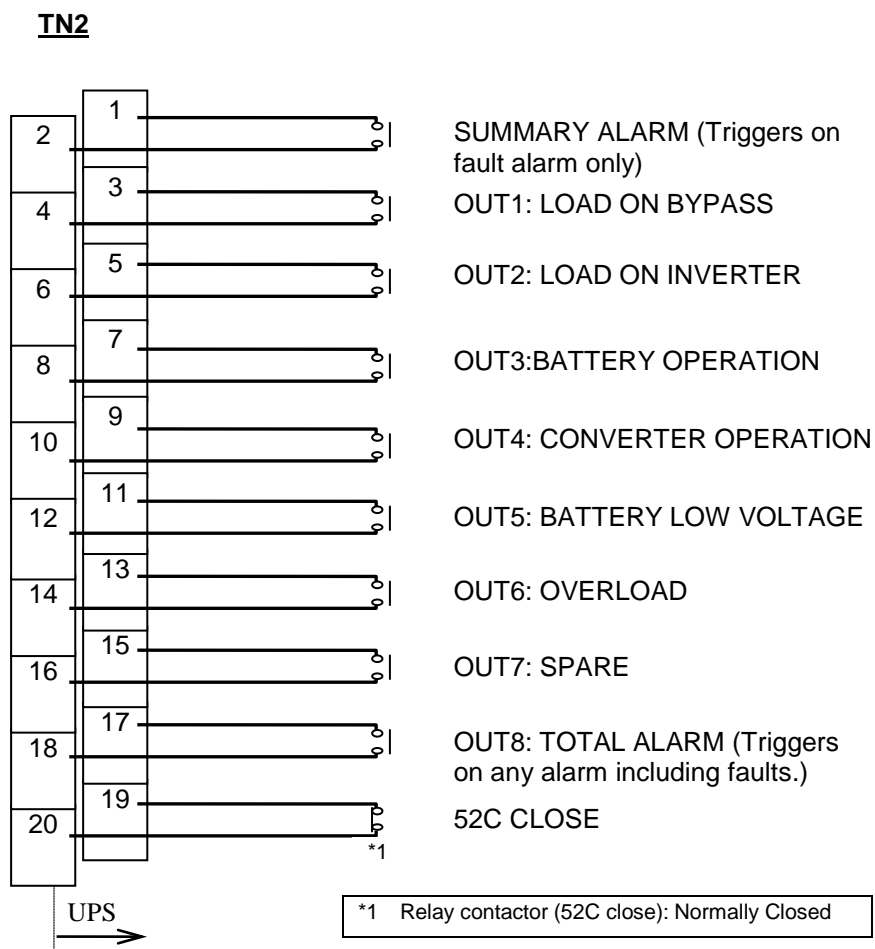 TN2
1
2
SUMMARY ALARM (Triggers on
fault alarm only)
3
4
OUT1: LOAD ON BYPASS
5
6
OUT2: LOAD ON INVERTER
7
8
OUT3:BATTERY OPERATION
9
10
OUT4: CONVERTER OPERATION
11
12
OUT5: BATTERY LOW VOLTAGE
13
14
OUT6: OVERLOAD
15
16
OUT7: SPARE
17
18
OUT8: TOTAL ALARM (Triggers
on any alarm including faults.)
19
20
52C CLOSE
*1
UPS
*1 Relay contactor (52C close): Normally Closed